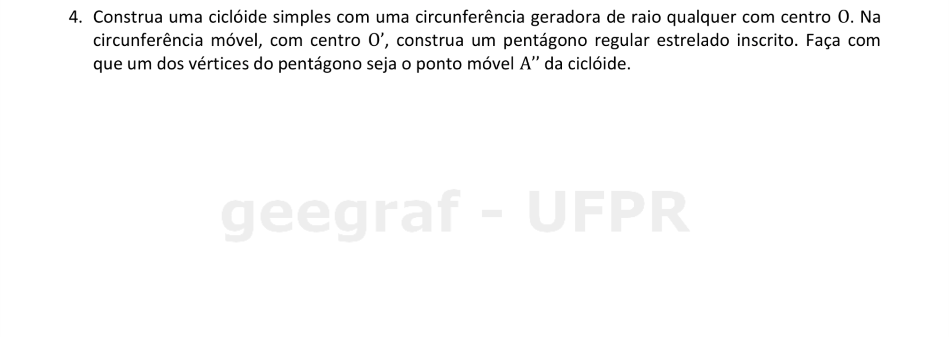 4. Construa uma ciclóide simples com uma circunferência geradora de raio qualquer com centro O. Na
circunferência móvel, com centro O’, construa um pentágono regular estrelado inscrito. Faça com
que um dos vértices do pentágono seja o ponto móvel A’’ da ciclóide.
geegraf - UFPR